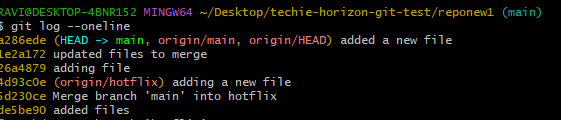 RAVI@DESKTOP-4BNR152 MINGW64 ~/Desktop/techie-horizon-git-test/reponew1 (main)
$ git log --oneline
a286ede (HEAD -> main, origin/main, origin/HEAD) added a new file
1e2a172 updated files to merge
26a4879 adding file
4d93c0e (origin/hotflix) adding a new file
5d230ce Merge branch 'main' into hotflix
de5be90 added files